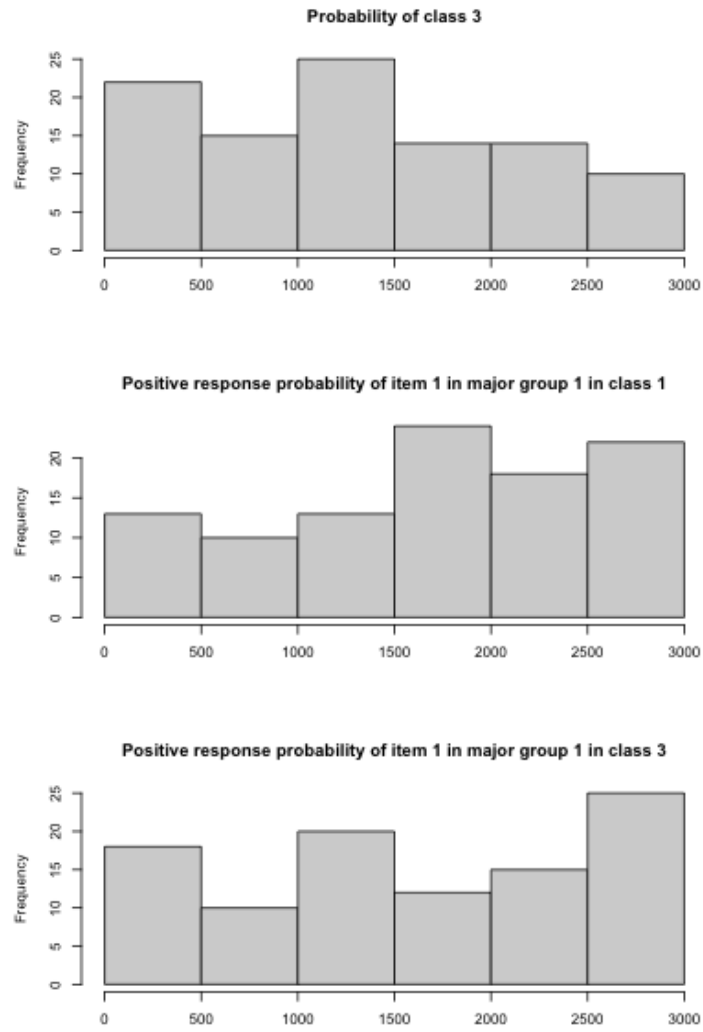 Probability of class 3
25
20
15
10
5
0
Frequency
0 500 1000 1500 2000 2500 3000
Positive response probability of item 1 in major group 1 in class 1
20
15
10
5
0
Frequency
0 500 1000 1500 2000 2500 3000
Positive response probability of item 1 in major group 1 in class 3
25
20
15
10
5
0
Frequency
0 500 1000 1500 2000 2500 3000